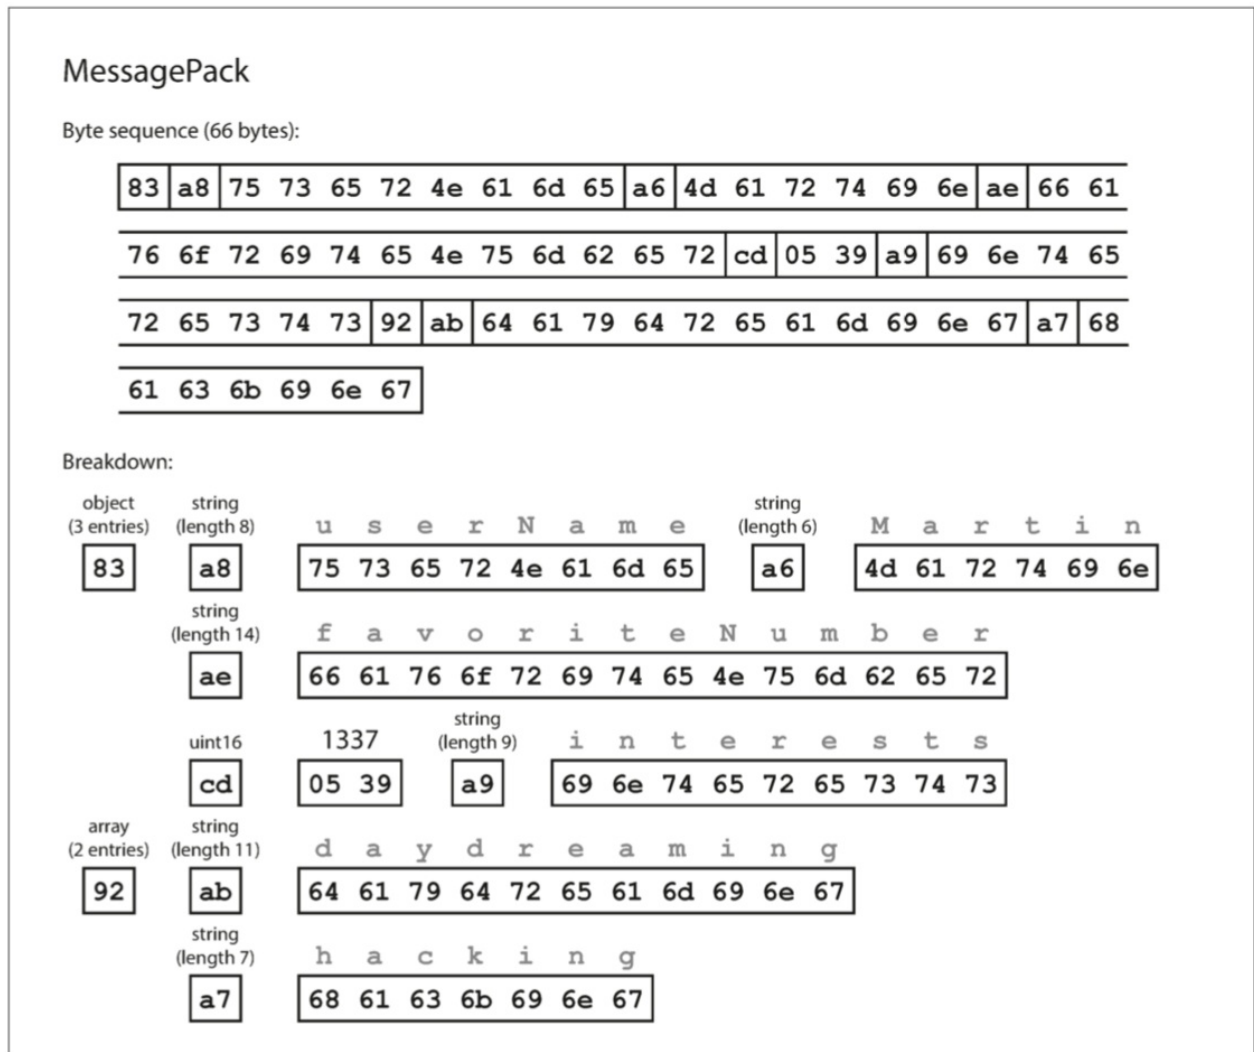 MessagePack
Byte sequence (66 bytes):
83 a8 75 73 65 72 4e 61 6d 65 a6 4d 61 72 74 69 6e ae 66 61
76 6f 72 69 74 65 4e 75 6d 62 65 72 cd 05 39 a9 69 6e 74 65
72 65 73 74 73 92 ab 64 61 79 64 72 65 61 6d 69 6e 67 a7 68
61 63 6b 69 6e 67
Breakdown:
object string string
(3 entries) (length 8) u s e r N a m e (length 6) M a r t i n
83 a8 75 73 65 72 4e 61 6d 65 a6 4d 61 72 74 69 6e
string
(length 14) f a v o r i t e N u m b e r
ae 66 61 76 6f 72 69 74 65 4e 75 6d 62 65 72
string
uint16 1337 (length 9) i n t e r e s t s
cd 05 39 a9 69 6e 74 65 72 65 73 74 73
array string
(2 entries) (length 11) d a y d r e a m i n g
92 ab 64 61 79 64 72 65 61 6d 69 6e 67
string
(length 7) h a c k i n g
a7 68 61 63 6b 69 6e 67